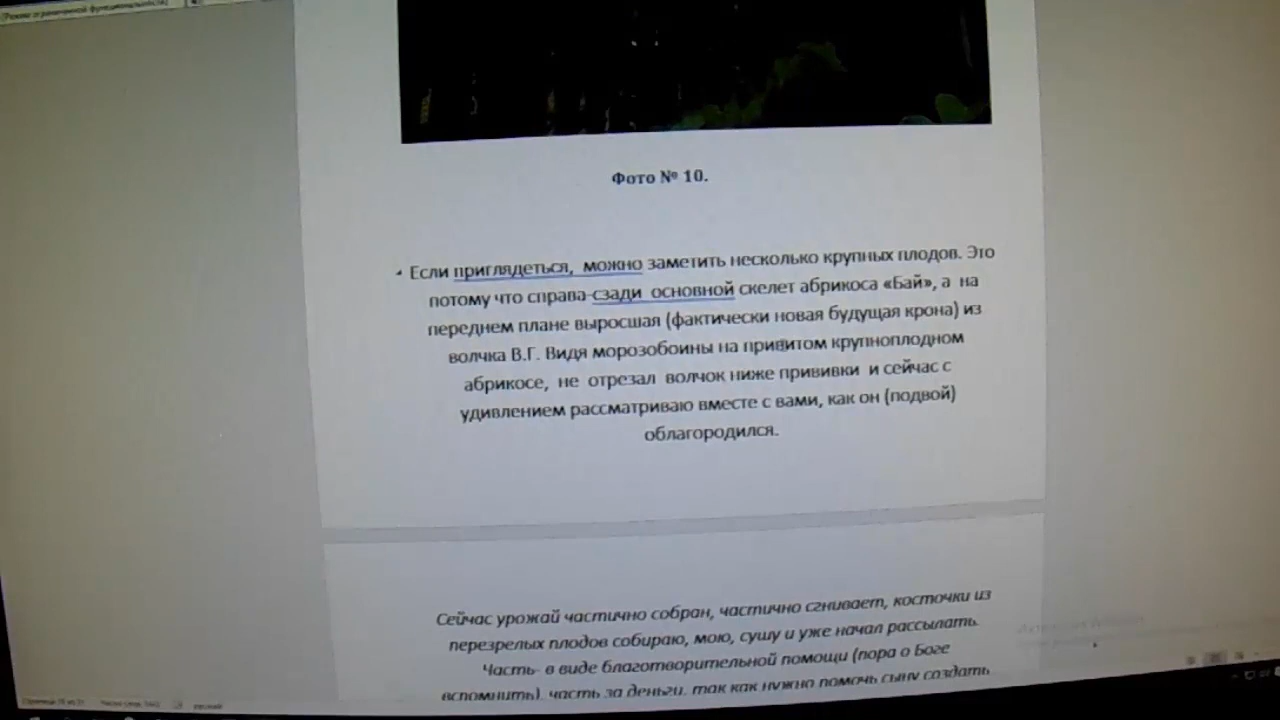 (Режим ограниченной функциональности)
Фото № 10.
Если приглядеться, можно заметить несколько крупных плодов. Это
потому что справа-сзади основной скелет абрикоса «Бай», а на
переднем плане выросшая (фактически новая будущая крона) из
волчка В.Г. Видя морозобоины на привитом крупноплодном
абрикосе, не отрезал волчок ниже прививки и сейчас с
удивлением рассматриваю вместе с вами, как он (подвой)
облагородился.
Сейчас урожай частично собран, частично сгнивает, косточки из
перезрелых плодов собираю, мою, сушу и уже начал рассылать.
Часть- в виде благотворительной помощи (пора о Боге
вспомнить), часть за деньги, так как нужно помочь сыну создать
русский